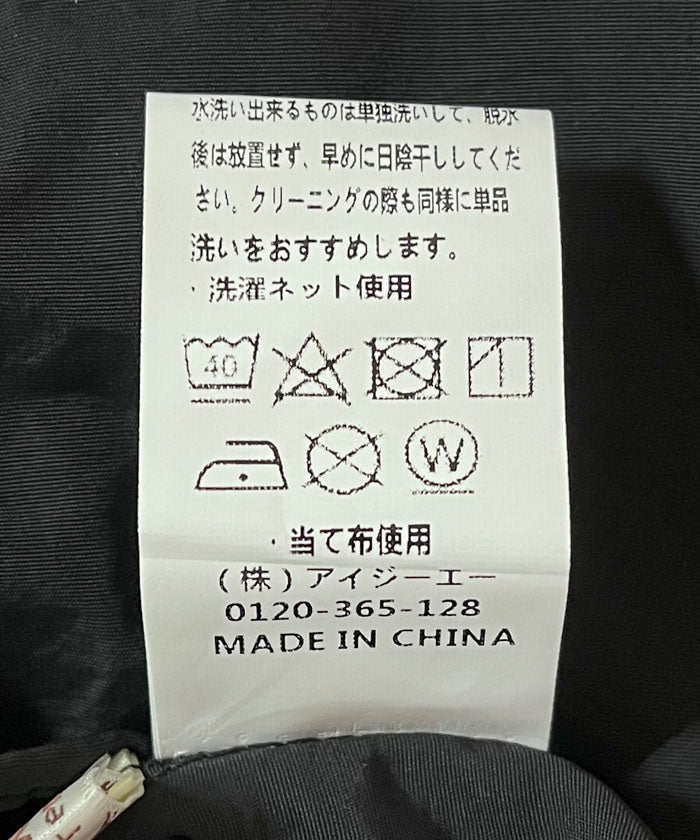 水洗い出来るものは単独洗いして、脱水
後は放置せず、早めに日陰干ししてくだ
さい。クリーニングの際も同様に単品
洗いをおすすめします。
・洗濯ネット使用
40
W
・当て布使用
(株)アイジーエー
0120-365-128
MADE IN CHINA